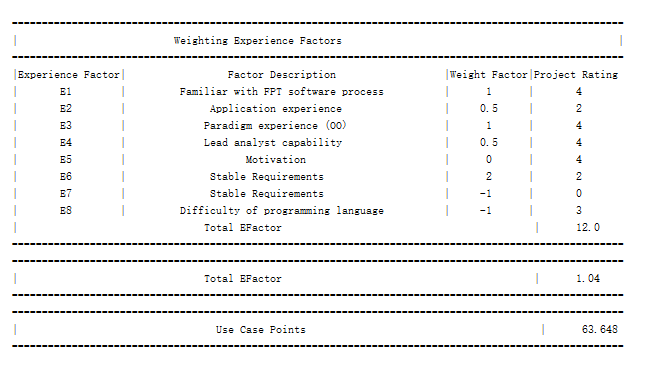 Weighting Experience Factors
|Experience Factor| Factor Description |Weight Factor|Project Rating
| E1 | Familiar with FPT software process | 1 | 4
| E2 | Application experience | 0.5 | 2
| E3 | Paradigm experience (OO) | 1 | 4
| E4 | Lead analyst capability | 0.5 | 4
| E5 | Motivation | 0 | 4
| E6 | Stable Requirements | 2 | 2
| E7 | Stable Requirements | -1 | 0
| E8 | Difficulty of programming language | -1 | 3
| Total EFactor | 12.0
| Total EFactor | 1.04
| Use Case Points | 63.648